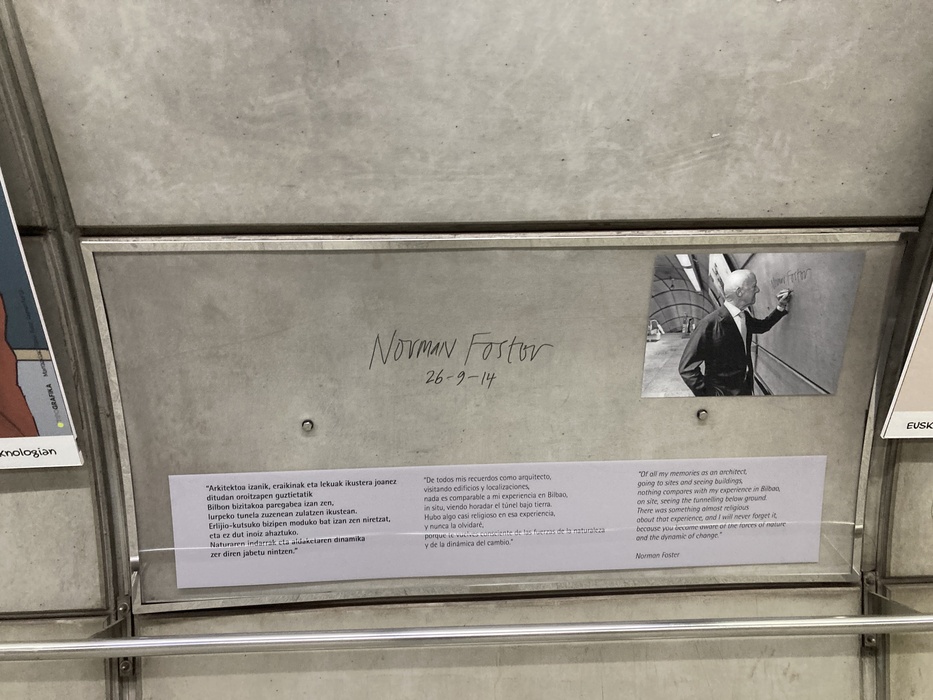 Norman Foster
26-9-14
"Arkitektoa izanik, eraikinak eta lekuak ikustera joanez
ditudan oroitzapen guztietatik
Bilbon bizitakoa paregabea izan zen,
lurpeko tunela zuzenean zulatzen ikustean.
Erlijio-kutsuko bizipen moduko bat izan zen niretzat,
eta ez dut inoiz ahaztuko.
Naturaren indarrak eta aldaketaren dinamika
zer diren jabetu nintzen."
"De todos mis recuerdos como arquitecto,
visitando edificios y localizaciones,
nada es comparable a mi experiencia en Bilbao,
in situ, viendo horadar el túnel bajo tierra.
Hubo algo casi religioso en esa experiencia,
y nunca la olvidaré,
porque te vuelves consciente de las fuerzas de la naturaleza
y de la dinámica del cambio."
"Of all my memories as an architect,
going to sites and seeing buildings,
nothing compares with my experience in Bilbao,
on site, seeing the tunnelling below ground.
There was something almost religious
about that experience, and I will never forget it,
because you become aware of the forces of nature
and the dynamic of change."
Norman Foster
Norman Foster
GRAFIKA
knologian
EUSK